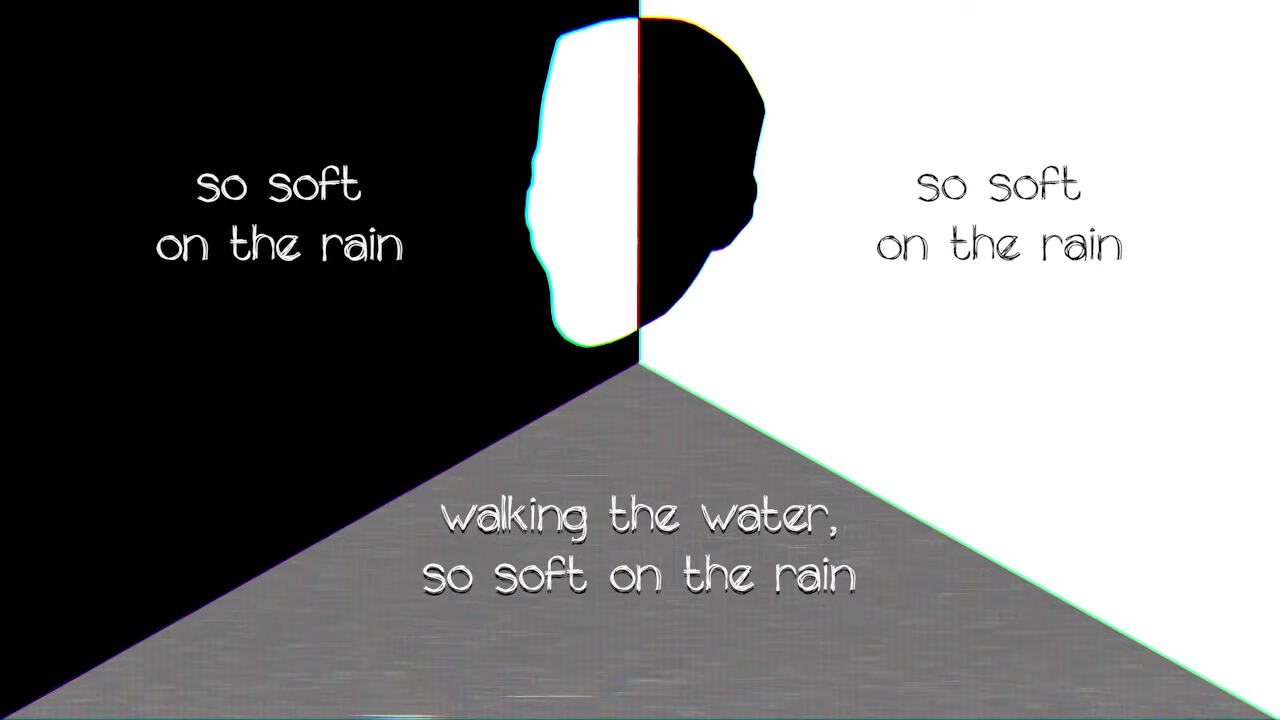 so soft
on the rain
so soft
on the rain
walking the water,
so soft on the rain